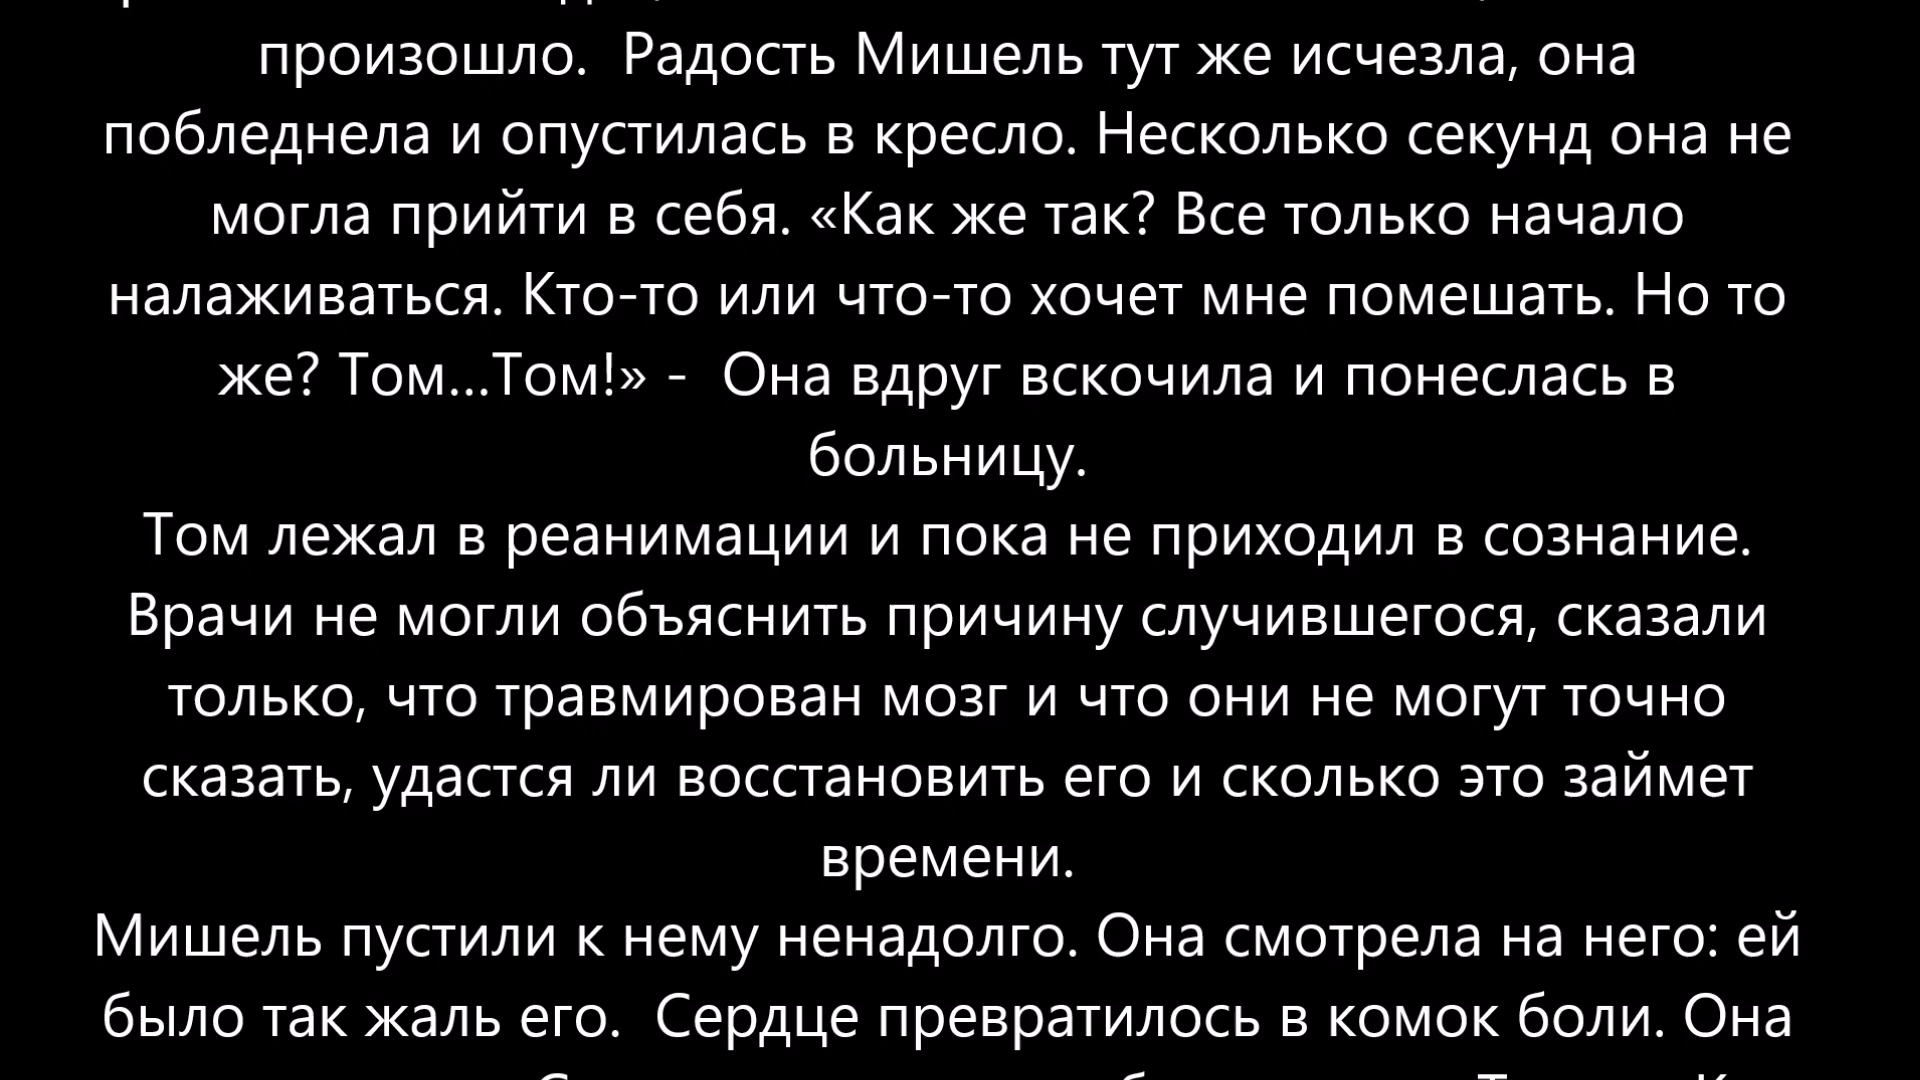 произошло.  Радость Мишель тут же исчезла, она
побледнела и опустилась в кресло. Несколько секунд она не
могла прийти в себя. «Как же так? Все только начало
налаживаться. Кто-то или что-то хочет мне помешать. Но то
же? Том...Том!» -  Она вдруг вскочила и понеслась в
больницу.
Том лежал в реанимации и пока не приходил в сознание.
Врачи не могли объяснить причину случившегося, сказали
только, что травмирован мозг и что они не могут точно
сказать, удастся ли восстановить его и сколько это займет
времени.
Мишель пустили к нему ненадолго. Она смотрела на него: ей
было так жаль его.  Сердце превратилось в комок боли. Она